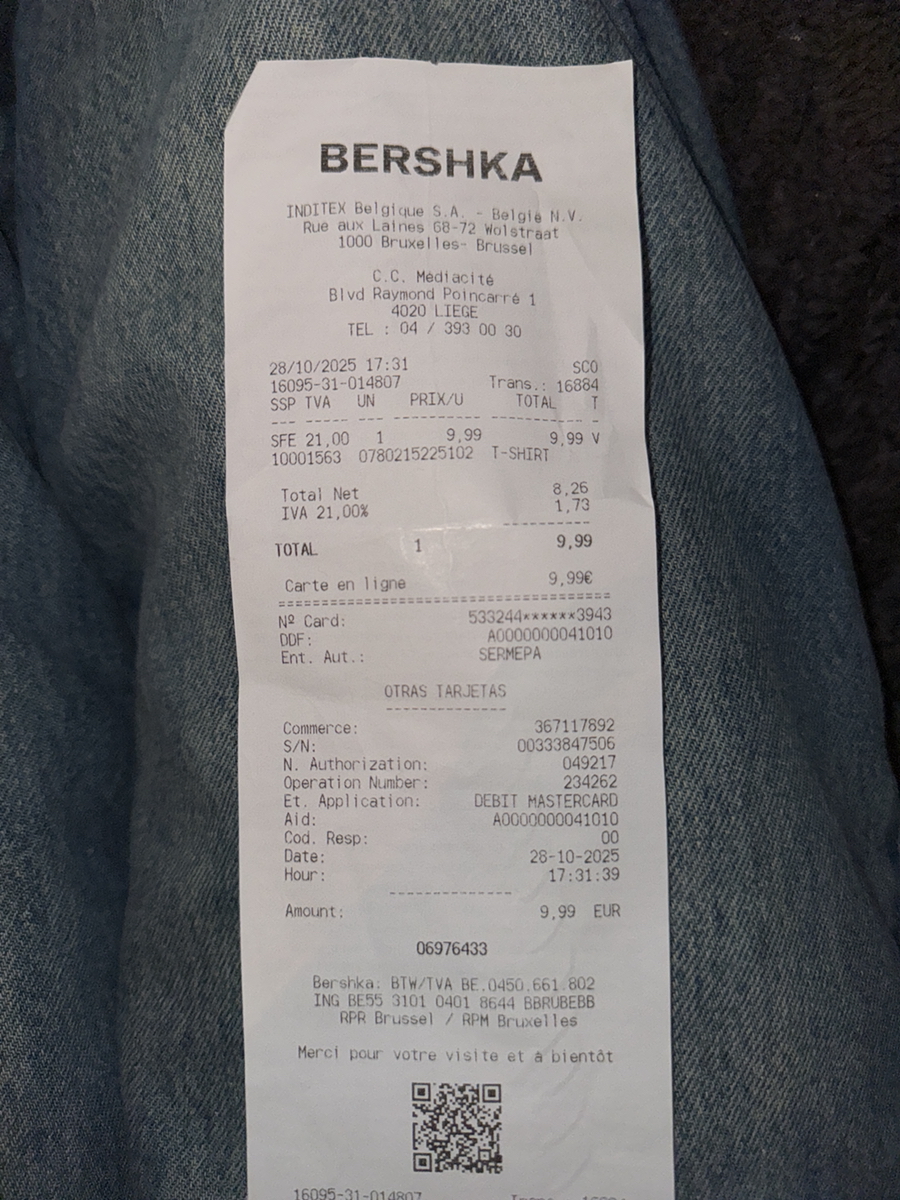 BERSHKA
INDITEX Belgique S.A. - België N.V.
Rue aux Laines 68-72 Wolstraat
1000 Bruxelles- Brussel
C.C. Médiacité
Blvd Raymond Poincarré 1
4020 LIEGE
TEL : 04 / 393 00 30
28/10/2025 17:31 SCO
16095-31-014807 Trans.: 16884
SSP TVA UN PRIX/U TOTAL T
--- ---- ---- --------- --------- -
SFE 21,00 1 9,99 9,99 V
10001563 0780215225102 T-SHIRT
Total Net 8,26
IVA 21,00% 1,73
----------
TOTAL 1 9,99
Carte en ligne 9,99€
========================================
Nº Card: 533244******3943
DDF: A0000000041010
Ent. Aut.: SERMEPA
OTRAS TARJETAS
--------------
Commerce: 367117892
S/N: 00333847506
N. Authorization: 049217
Operation Number: 234262
Et. Application: DEBIT MASTERCARD
Aid: A0000000041010
Cod. Resp: 00
Date: 28-10-2025
Hour: 17:31:39
--------------
Amount: 9,99 EUR
06976433
Bershka: BTW/TVA BE.0450.661.802
ING BE55 3101 0401 8644 BBRUBEBB
RPR Brussel / RPM Bruxelles
Merci pour votre visite et à bientôt
16095-31-014807